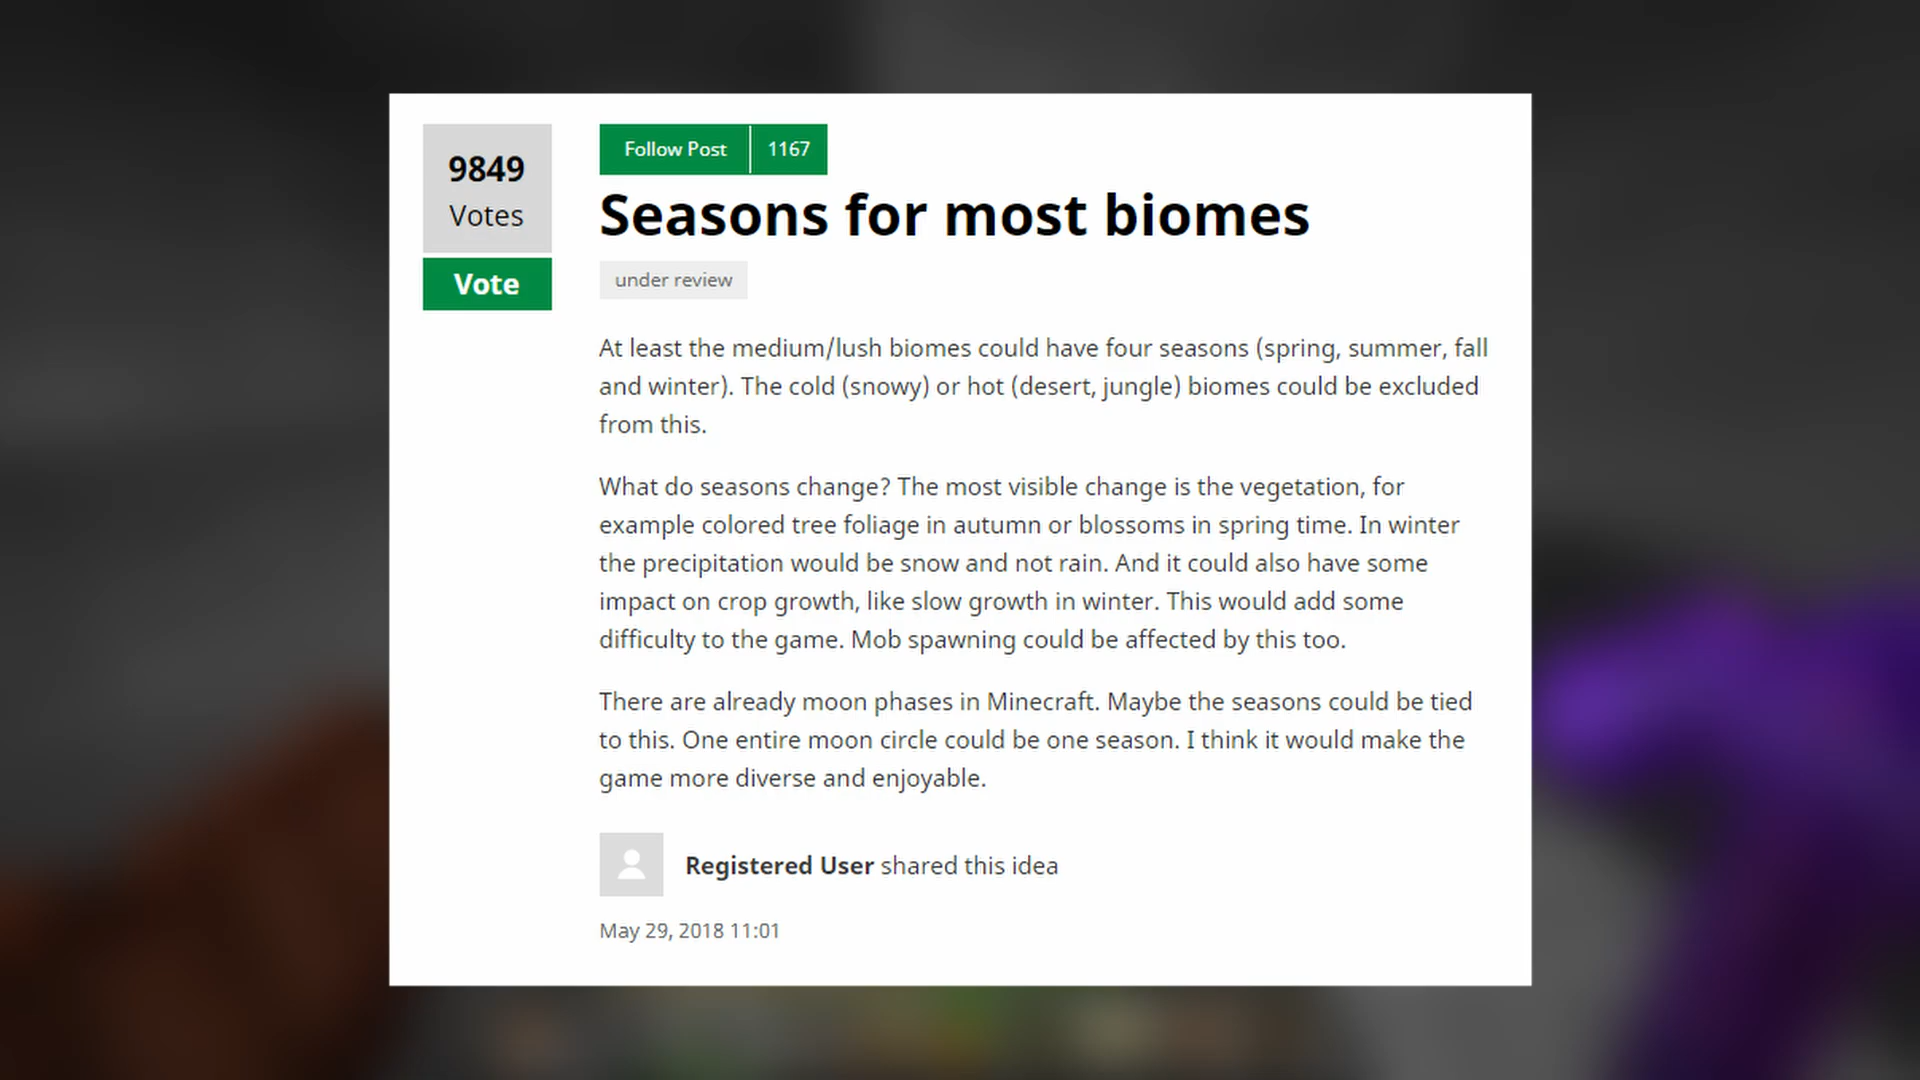 9849
Votes
Vote
Follow Post 1167
Seasons for most biomes
under review
At least the medium/lush biomes could have four seasons (spring, summer, fall
and winter). The cold (snowy) or hot (desert, jungle) biomes could be excluded
from this.
What do seasons change? The most visible change is the vegetation, for
example colored tree foliage in autumn or blossoms in spring time. In winter
the precipitation would be snow and not rain. And it could also have some
impact on crop growth, like slow growth in winter. This would add some
difficulty to the game. Mob spawning could be affected by this too.
There are already moon phases in Minecraft. Maybe the seasons could be tied
to this. One entire moon circle could be one season. I think it would make the
game more diverse and enjoyable.
Registered User shared this idea
May 29, 2018 11:01